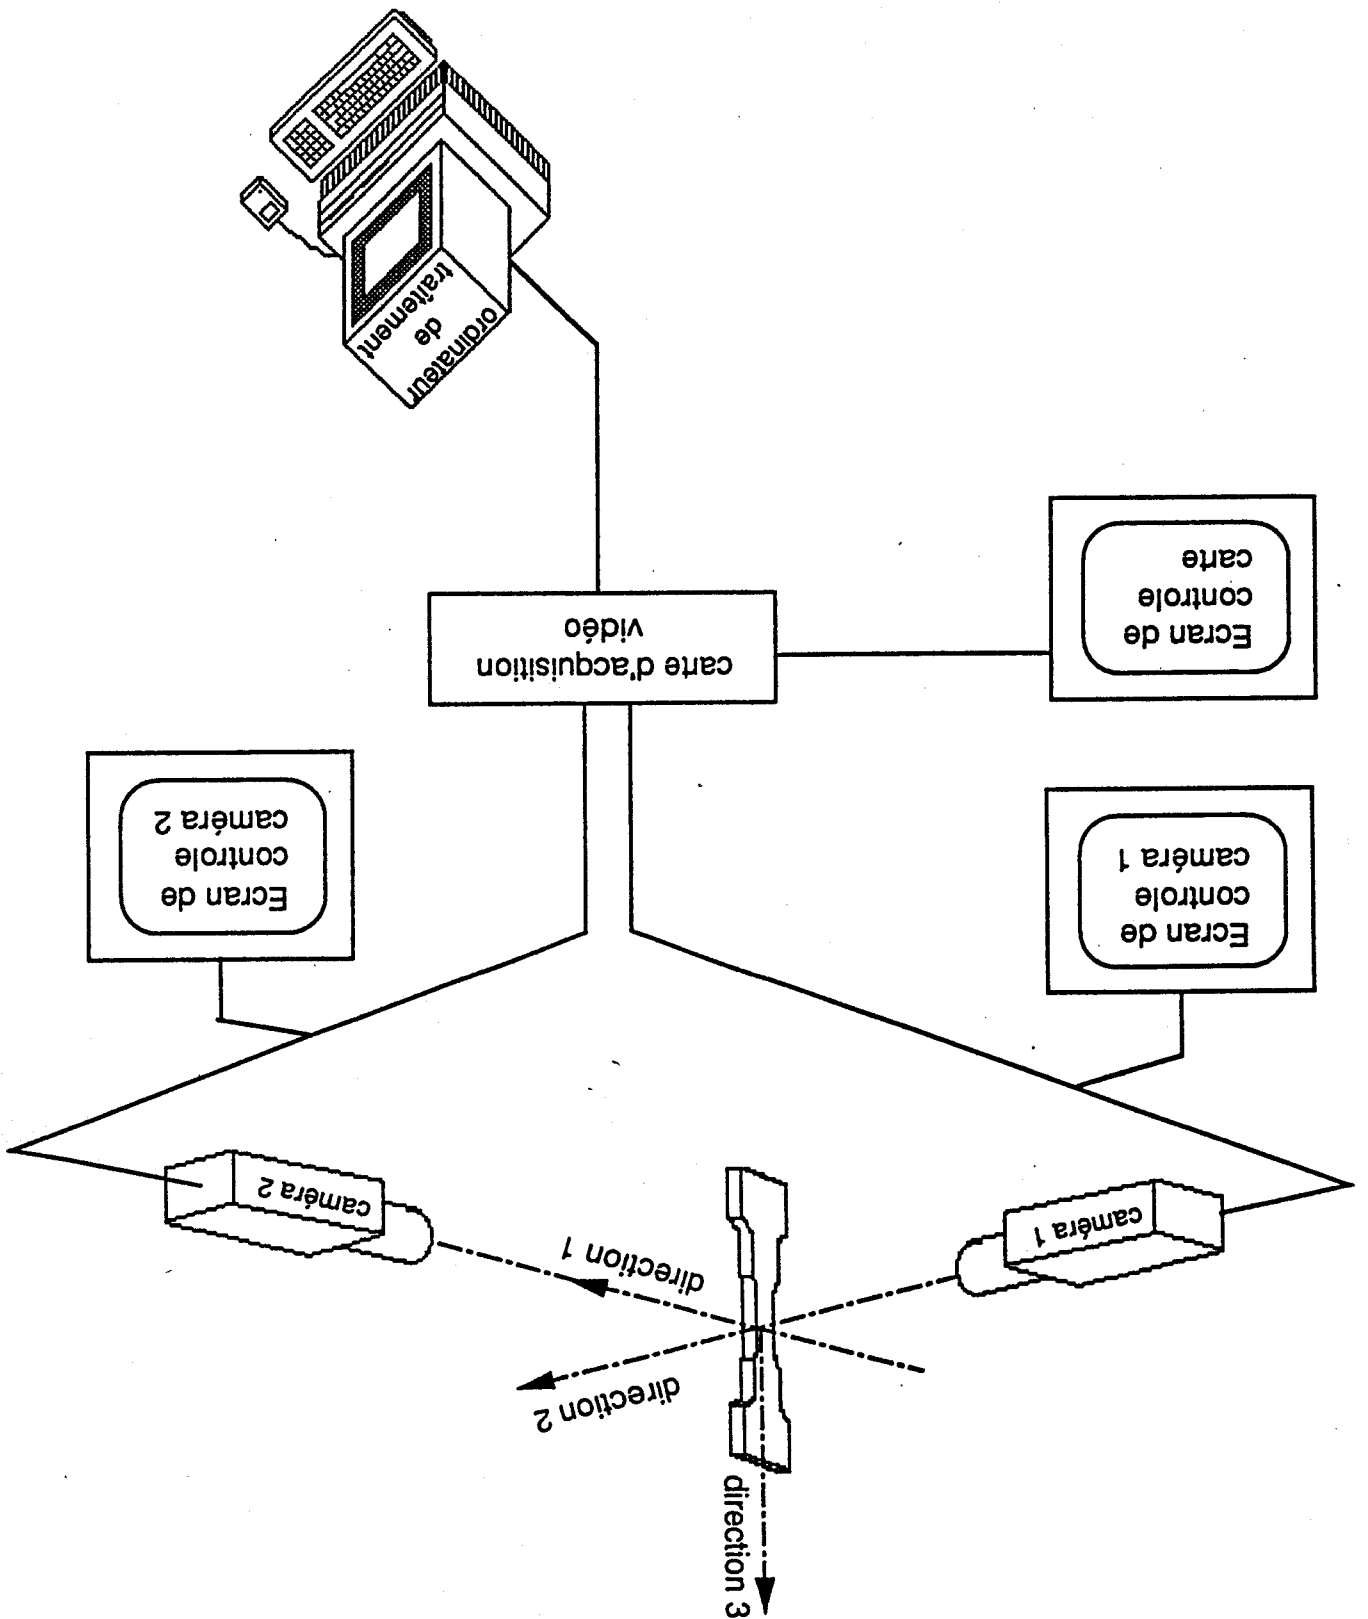 direction 3
direction 2
direction 1
caméra 1
caméra 2
Ecran de
controle
caméra 1
Ecran de
controle
caméra 2
Ecran de
controle
carte
carte d'acquisition
vidéo
ordinateur
de
traîtement